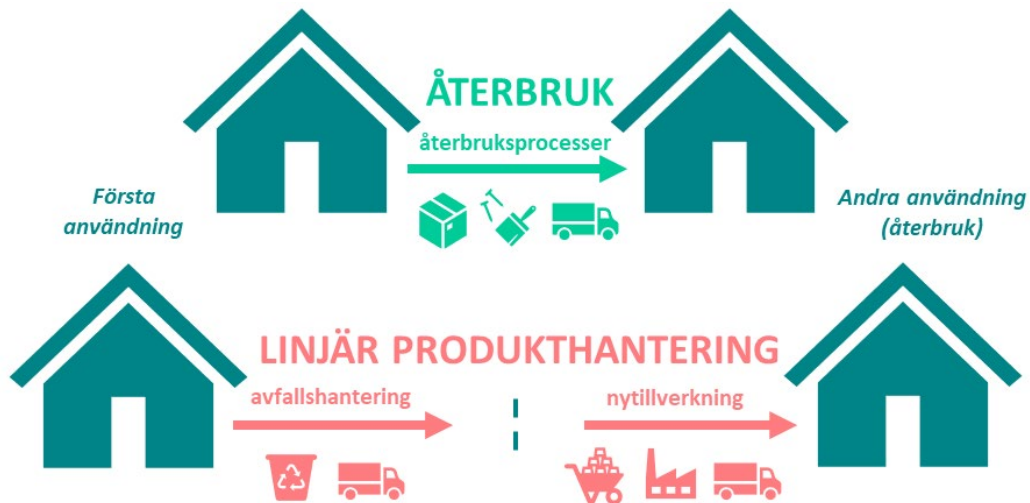 ÅTERBRUK
återbruksprocesser
Första
användning
Andra användning
(återbruk)
LINJÄR PRODUKTHANTERING
avfallshantering
nytillverkning